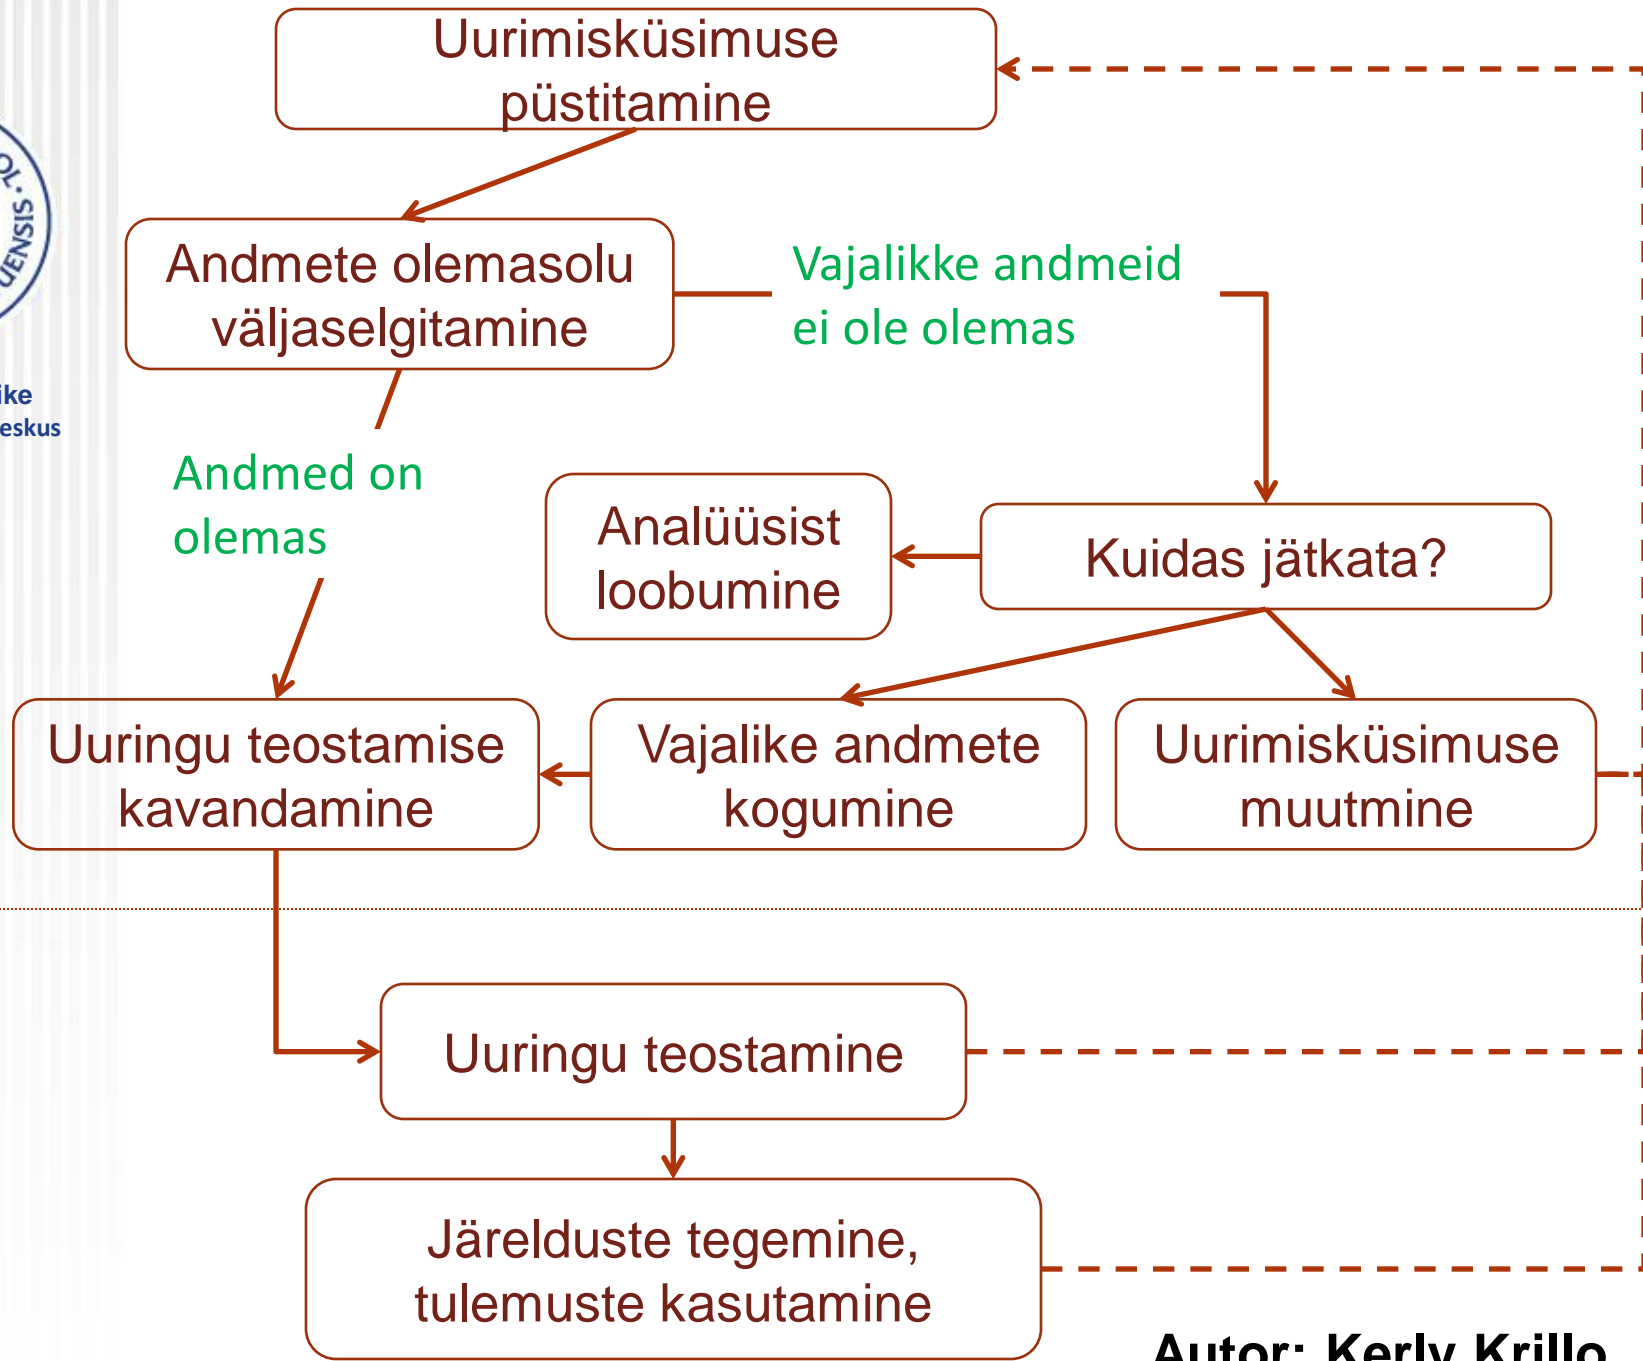 Uurimisküsimuse
püstitamine
Andmete olemasolu
väljaselgitamine
Vajalikke andmeid
ei ole olemas
Andmed on
olemas
Analüüsist
loobumine
Kuidas jätkata?
Uuringu teostamise
kavandamine
Vajalike andmete
kogumine
Uurimisküsimuse
muutmine
Uuringu teostamine
Järelduste tegemine,
tulemuste kasutamine
Autor: Kerly Krillo